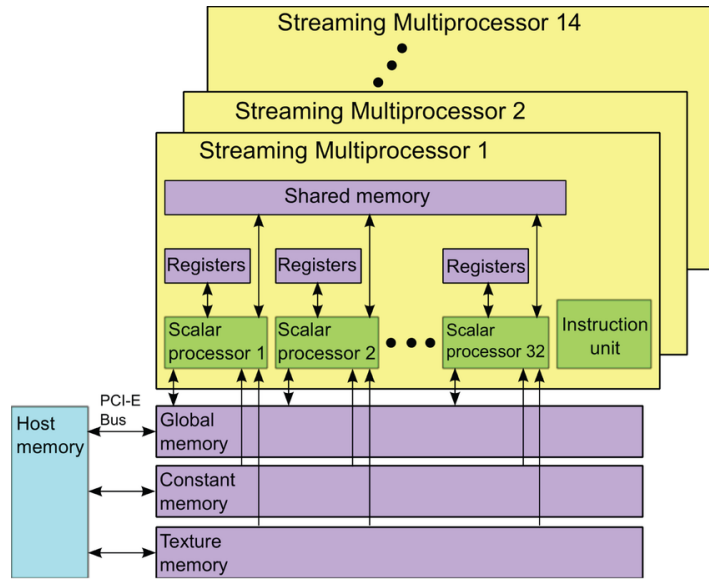 Streaming Multiprocessor 14
Streaming Multiprocessor 2
Streaming Multiprocessor 1
Shared memory
Registers
Registers
Registers
Scalar
processor 1
Scalar
processor 2
Scalar
processor 32
Instruction
unit
PCI-E
Bus
Host
memory
Global
memory
Constant
memory
Texture
memory